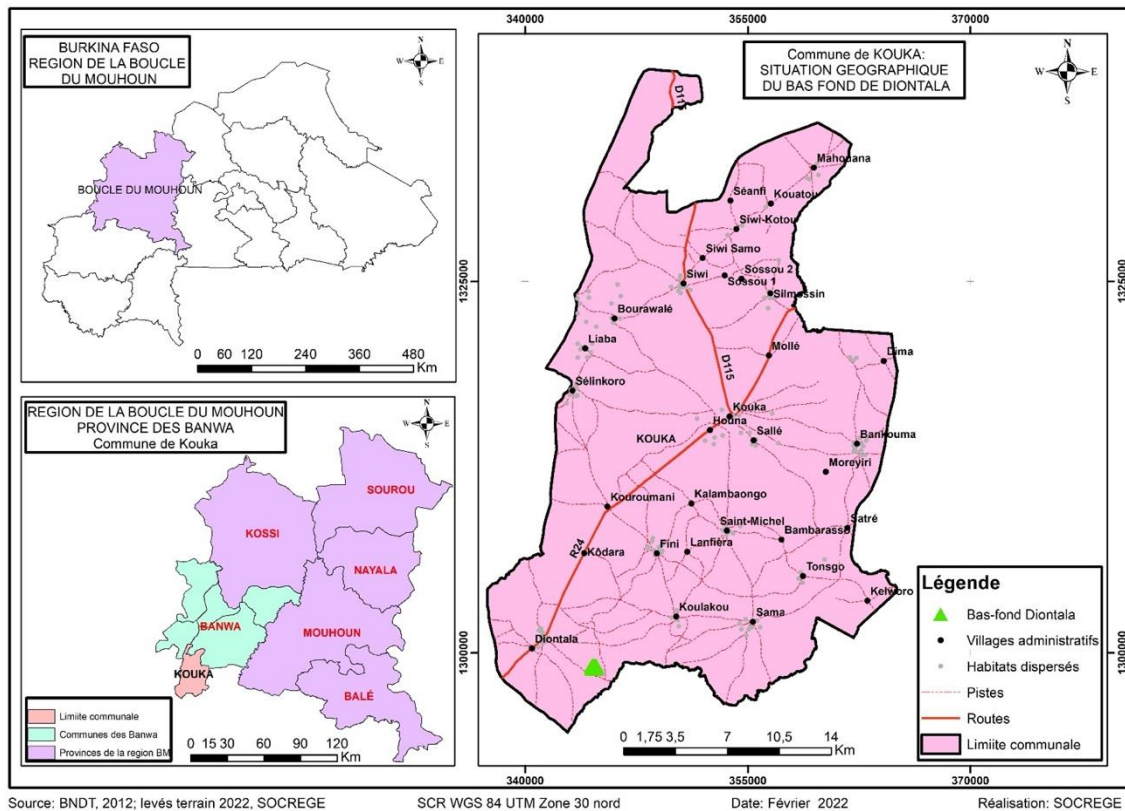 BURKINA FASO
REGION DE LA BOUCLE
DU MOUHOUN
N
W
E
S
BOUCLE DU MOUHOUN
0 60 120 240 360 480
Km
REGION DE LA BOUCLE DU MOUHOUN
PROVINCE DES BANWA
Commune de Kouka
N
W
E
S
SOUROU
KOSSI
NAYALA
BANWA
MOUHOUN
KOUKA
BALÉ
Limiite communale
Communes des Banwa
Provinces de la region BM
0 15 30 60 90 120
Km
340000 355000 370000
Commune de KOUKA:
SITUATION GEOGRAPHIQUE
DU BAS FOND DE DIONTALA
N
W
E
S
D115
Mahouana
Séanfi
Kouatou
Siwi-Kotou
Siwi Samo
Siwi
Sossou 2
Sossou 1
Silmossin
1325000
1325000
Bourawalé
Liaba
Mollé
Dima
D115
Sélinkoro
Kouka
Houna
KOUKA
Sallé
Bankouma
Moreyiri
Kouroumani
Kalambaongo
Saint-Michel
Bambarasso
Satré
R24
Kôdara
Fini
Lanfièra
Tonsgo
Kelworo
Koulakou
Sama
Diontala
1300000
1300000
Légende
Bas-fond Diontala
Villages administratifs
Habitats dispersés
Pistes
Routes
Limiite communale
0 1,75 3,5 7 10,5 14
Km
340000 355000 370000
Source: BNDT, 2012; levés terrain 2022, SOCREGE SCR WGS 84 UTM Zone 30 nord Date: Février 2022 Réalisation: SOCREGE